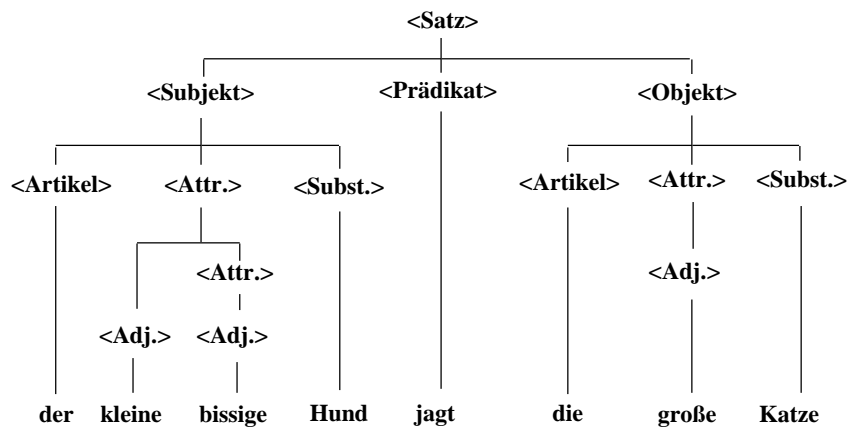 <Satz>
<Subjekt> <Prädikat> <Objekt>
<Artikel> <Attr.> <Subst.> <Artikel> <Attr.> <Subst.>
<Attr.> <Adj.>
<Adj.> <Adj.>
der kleine bissige Hund jagt die große Katze